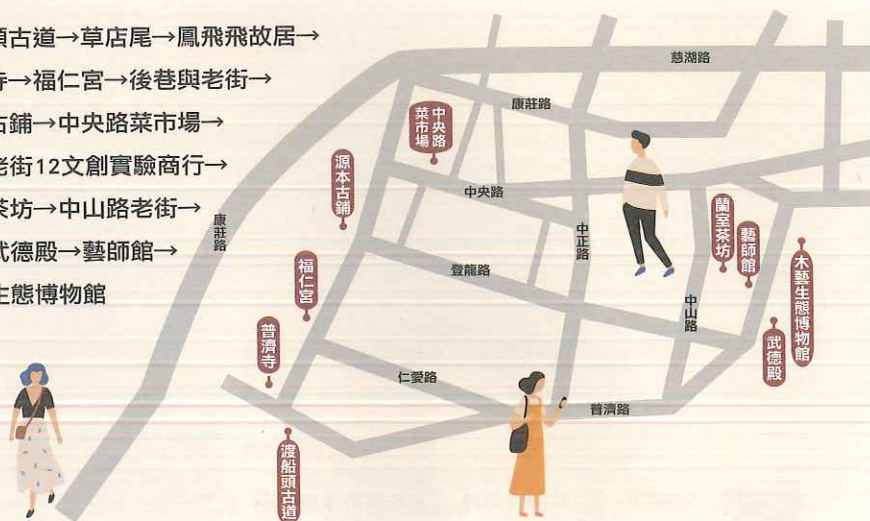 頭古道→草店尾→鳳飛飛故居→
寺→福仁宮→後巷與老街→
古鋪→中央路菜市場→
老街12文創實驗商行→
茶坊→中山路老街→
武德殿→藝師館→
生態博物館
慈湖路
康莊路
中央路
菜市場
源本古鋪
中央路
康莊路
中正路
蘭室茶坊
藝師館
木藝生態博物館
福仁宮
登龍路
中山路
普濟寺
武德殿
仁愛路
普濟路
渡船頭古道